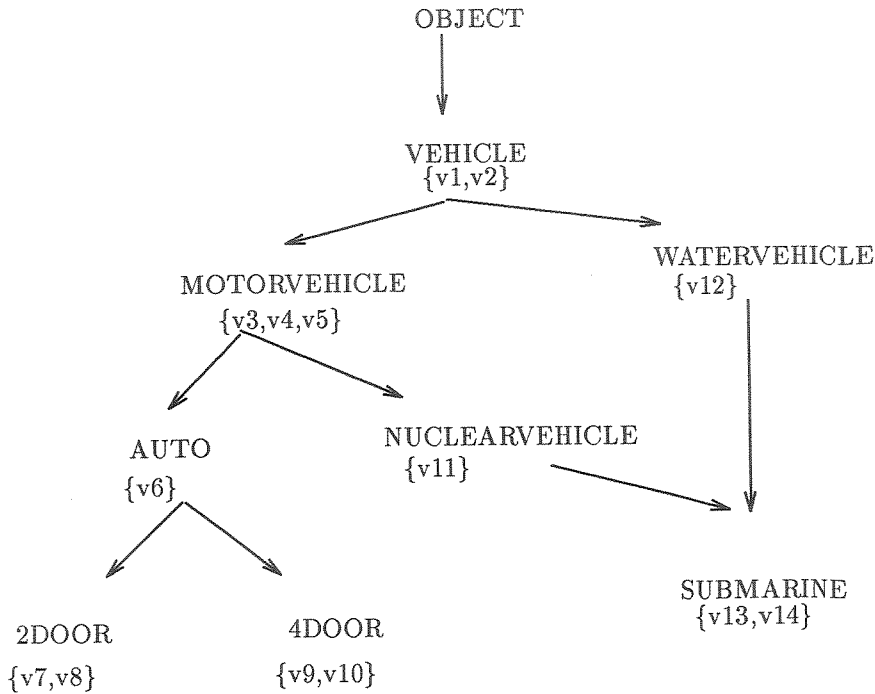 OBJECT
VEHICLE
{v1,v2}
WATERVEHICLE
{v12}
MOTORVEHICLE
{v3,v4,v5}
NUCLEARVEHICLE
{v11}
AUTO
{v6}
SUBMARINE
{v13,v14}
2DOOR
{v7,v8}
4DOOR
{v9,v10}